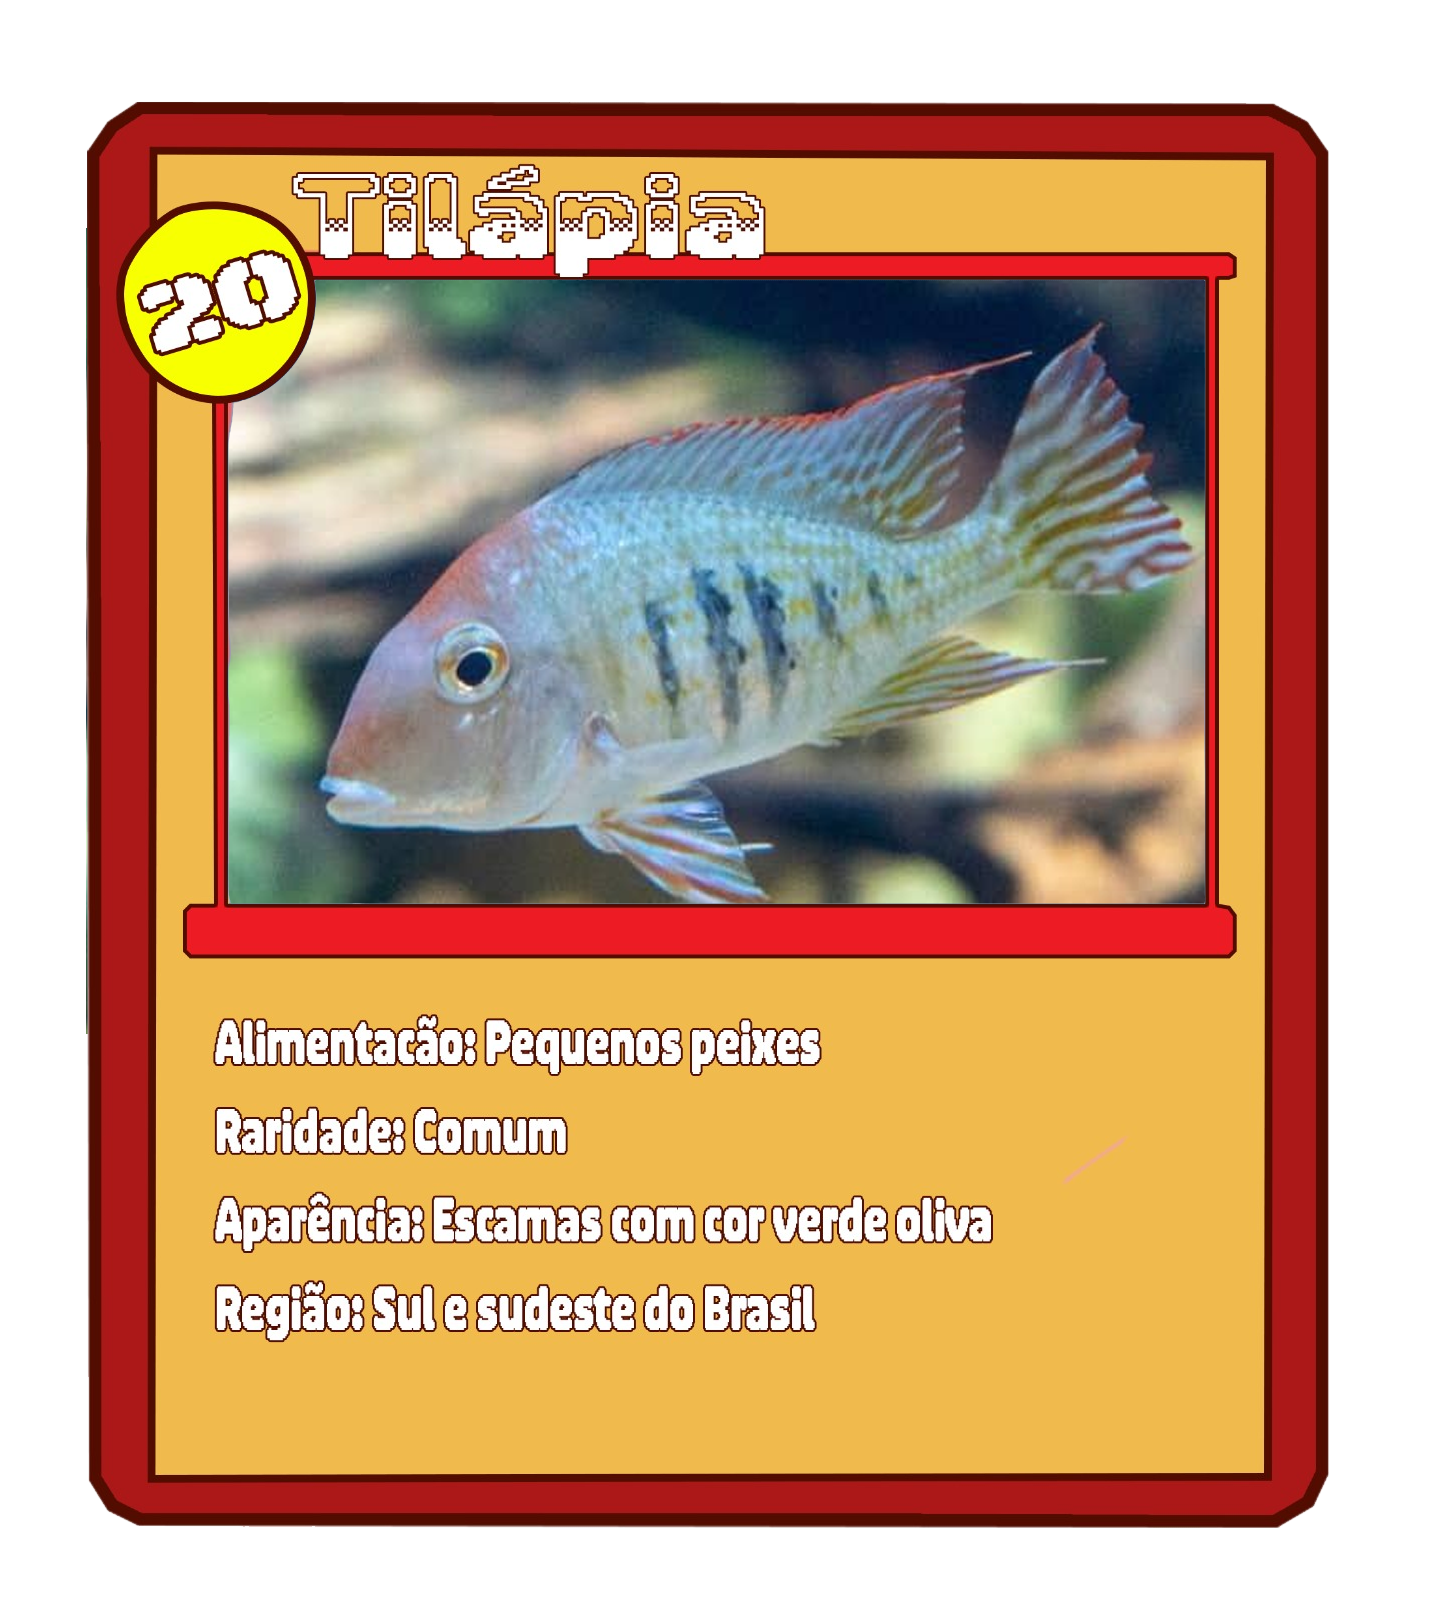 Tilápia
20
Alimentacão: Pequenos peixes
Raridade: Comum
Aparência: Escamas com cor verde oliva
Região: Sul e sudeste do Brasil